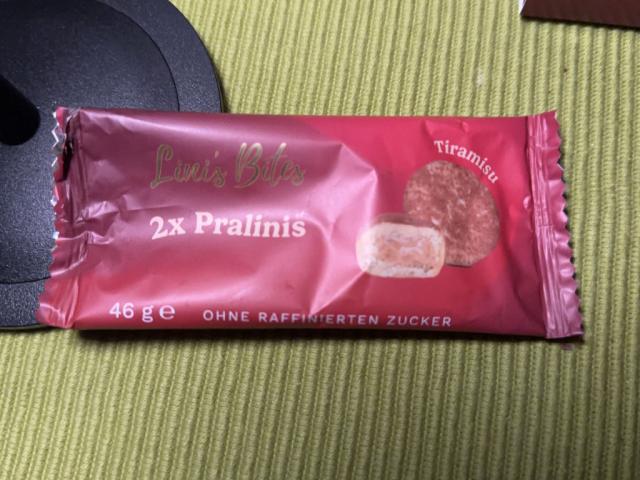 Lini's Bites
2x Pralinis
Tiramisu
46 g e
OHNE RAFFINIERTEN ZUCKER